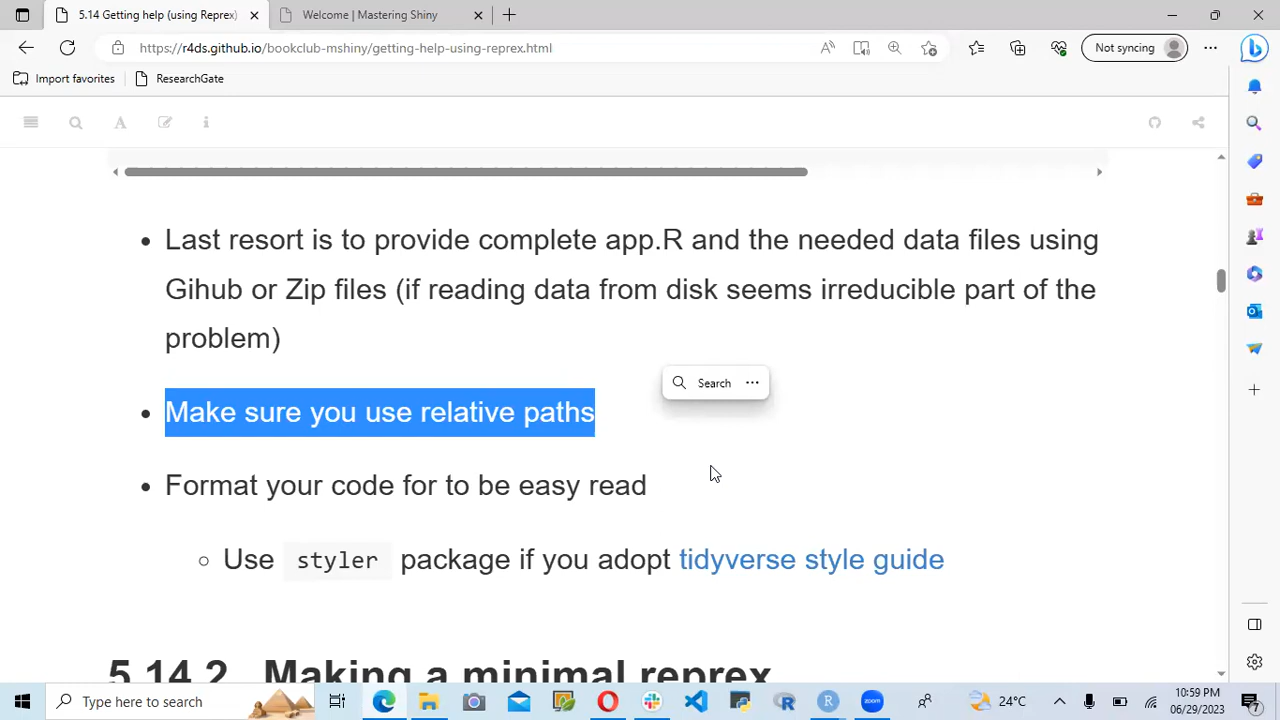 5.14 Getting help (using Reprex)
Welcome | Mastering Shiny
https://r4ds.github.io/bookclub-mshiny/getting-help-using-reprex.html
Not syncing
Import favorites
ResearchGate
Last resort is to provide complete app.R and the needed data files using
Gihub or Zip files (if reading data from disk seems irreducible part of the
problem)
Search
Make sure you use relative paths
Format your code for to be easy read
Use styler package if you adopt tidyverse style guide
5.14.2 Making a minimal reprex
Type here to search
zoom
24°C
10:59 PM
06/29/2023
7